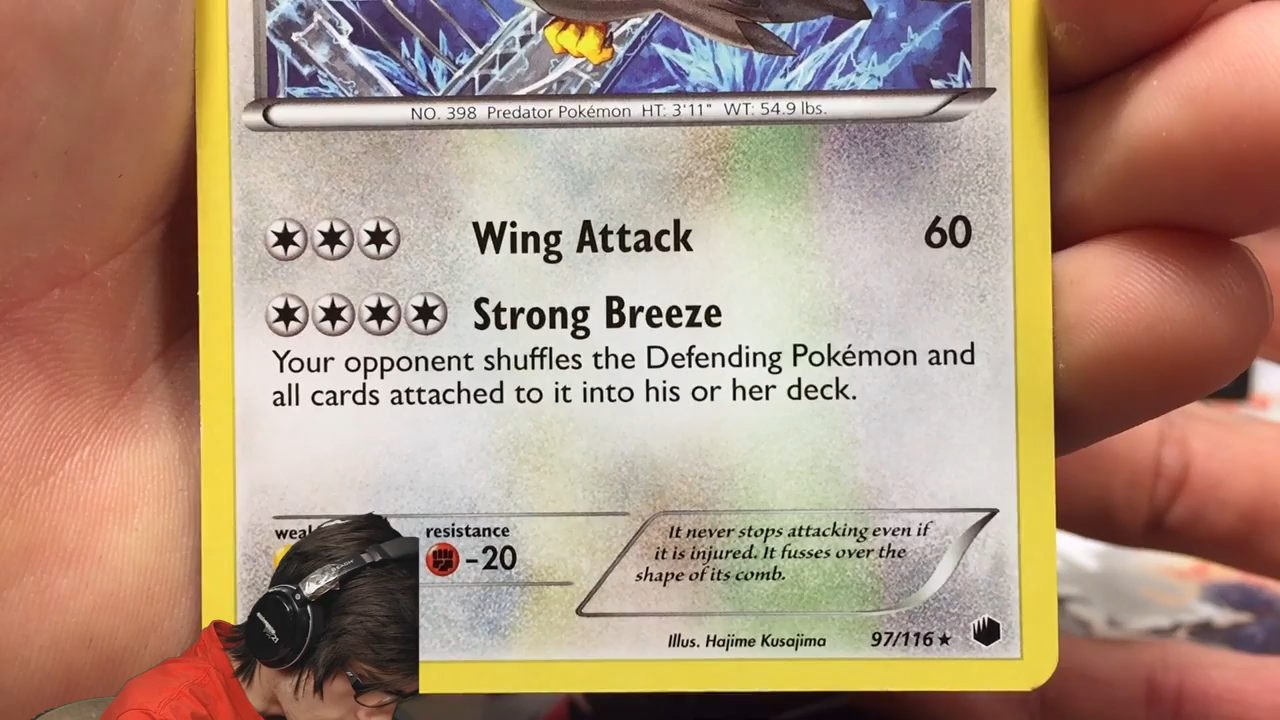 NO. 398 Predator Pokémon HT: 3'11" WT: 54.9 lbs.
Wing Attack 60
Strong Breeze
Your opponent shuffles the Defending Pokémon and
all cards attached to it into his or her deck.
resistance
-20
It never stops attacking even if
it is injured. It fusses over the
shape of its comb.
Illus. Hajime Kusajima 97/116★